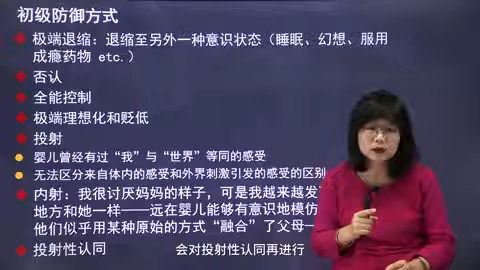 初级防御方式
极端退缩：退缩至另外一种意识状态（睡眠、幻想、服用
成瘾药物 etc.）
否认
全能控制
极端理想化和贬低
投射
婴儿曾经有过“我”与“世界”等同的感受
无法区分来自体内的感受和外界刺激引发的感受的区别
内射：我很讨厌妈妈的样子，可是我越来越发
地方和她一样——远在婴儿能够有意识地模仿
他们似乎用某种原始的方式“融合”了父母—
投射性认同
会对投射性认同再进行